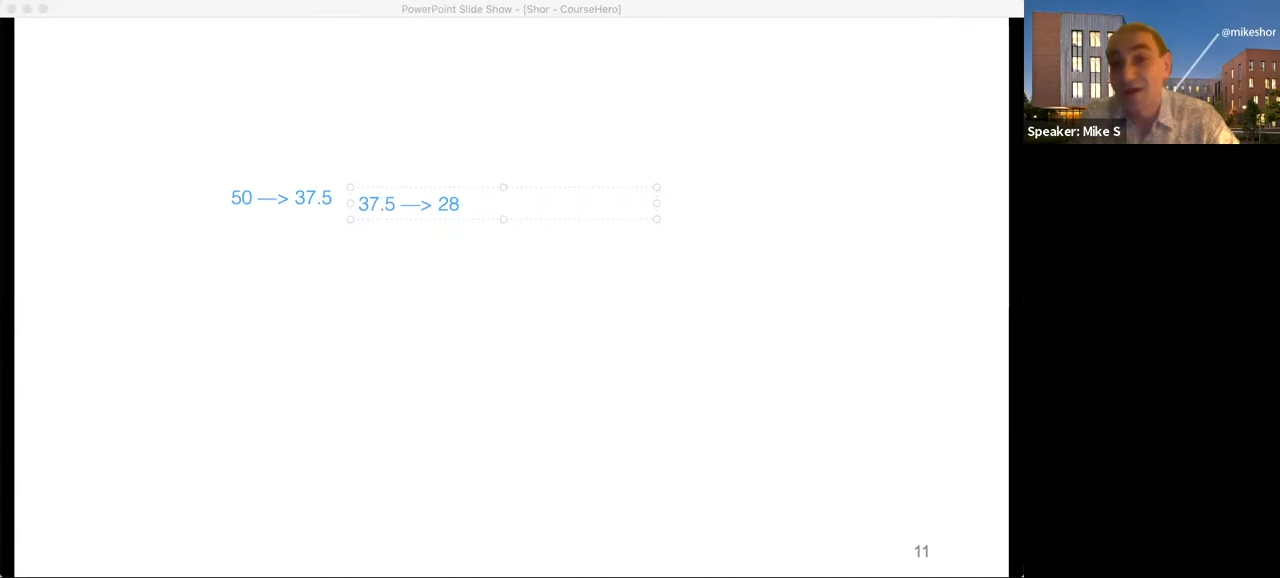 PowerPoint Slide Show - [Shor - CourseHero]
@mikeshor
Speaker: Mike S
50 —> 37.5
37.5 —> 28
11